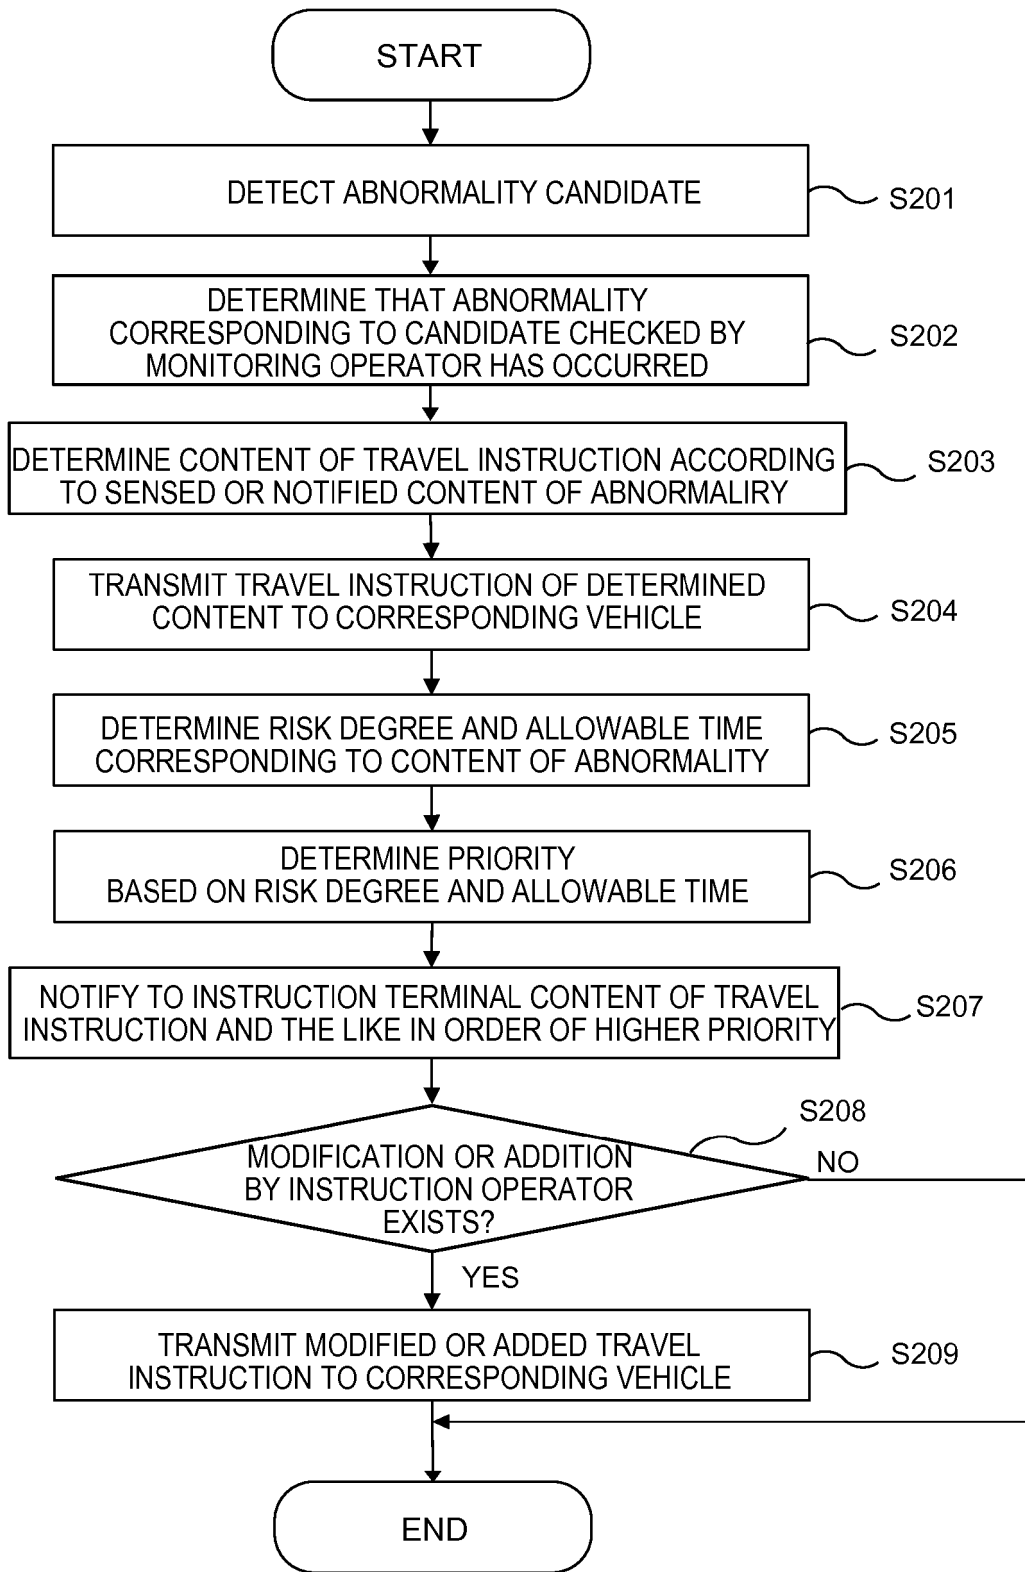 START
DETECT ABNORMALITY CANDIDATE
S201
DETERMINE THAT ABNORMALITY
CORRESPONDING TO CANDIDATE CHECKED BY
MONITORING OPERATOR HAS OCCURRED
S202
DETERMINE CONTENT OF TRAVEL INSTRUCTION ACCORDING
TO SENSED OR NOTIFIED CONTENT OF ABNORMALIRY
S203
TRANSMIT TRAVEL INSTRUCTION OF DETERMINED
CONTENT TO CORRESPONDING VEHICLE
S204
DETERMINE RISK DEGREE AND ALLOWABLE TIME
CORRESPONDING TO CONTENT OF ABNORMALITY
S205
DETERMINE PRIORITY
BASED ON RISK DEGREE AND ALLOWABLE TIME
S206
NOTIFY TO INSTRUCTION TERMINAL CONTENT OF TRAVEL
INSTRUCTION AND THE LIKE IN ORDER OF HIGHER PRIORITY
S207
S208
MODIFICATION OR ADDITION
BY INSTRUCTION OPERATOR
EXISTS?
NO
YES
TRANSMIT MODIFIED OR ADDED TRAVEL
INSTRUCTION TO CORRESPONDING VEHICLE
S209
END